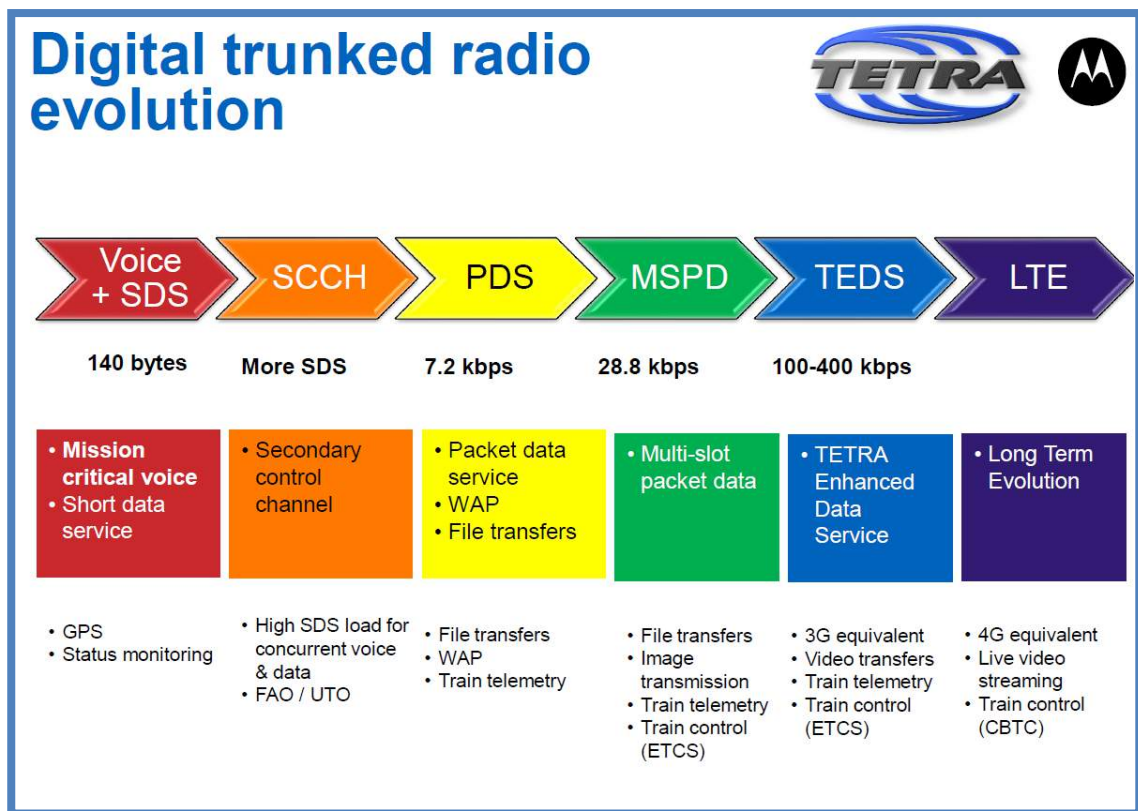 Digital trunked radio
evolution
TETRA
Voice
+ SDS
SCCH
PDS
MSPD
TEDS
LTE
140 bytes
More SDS
7.2 kbps
28.8 kbps
100-400 kbps
• Mission
critical voice
• Short data
service
• Secondary
control
channel
• Packet data
service
• WAP
• File transfers
• Multi-slot
packet data
• TETRA
Enhanced
Data
Service
• Long Term
Evolution
• GPS
• Status monitoring
• High SDS load for
concurrent voice
& data
• FAO / UTO
• File transfers
• WAP
• Train telemetry
• File transfers
• Image
transmission
• Train telemetry
• Train control
(ETCS)
• 3G equivalent
• Video transfers
• Train telemetry
• Train control
(ETCS)
• 4G equivalent
• Live video
streaming
• Train control
(CBTC)